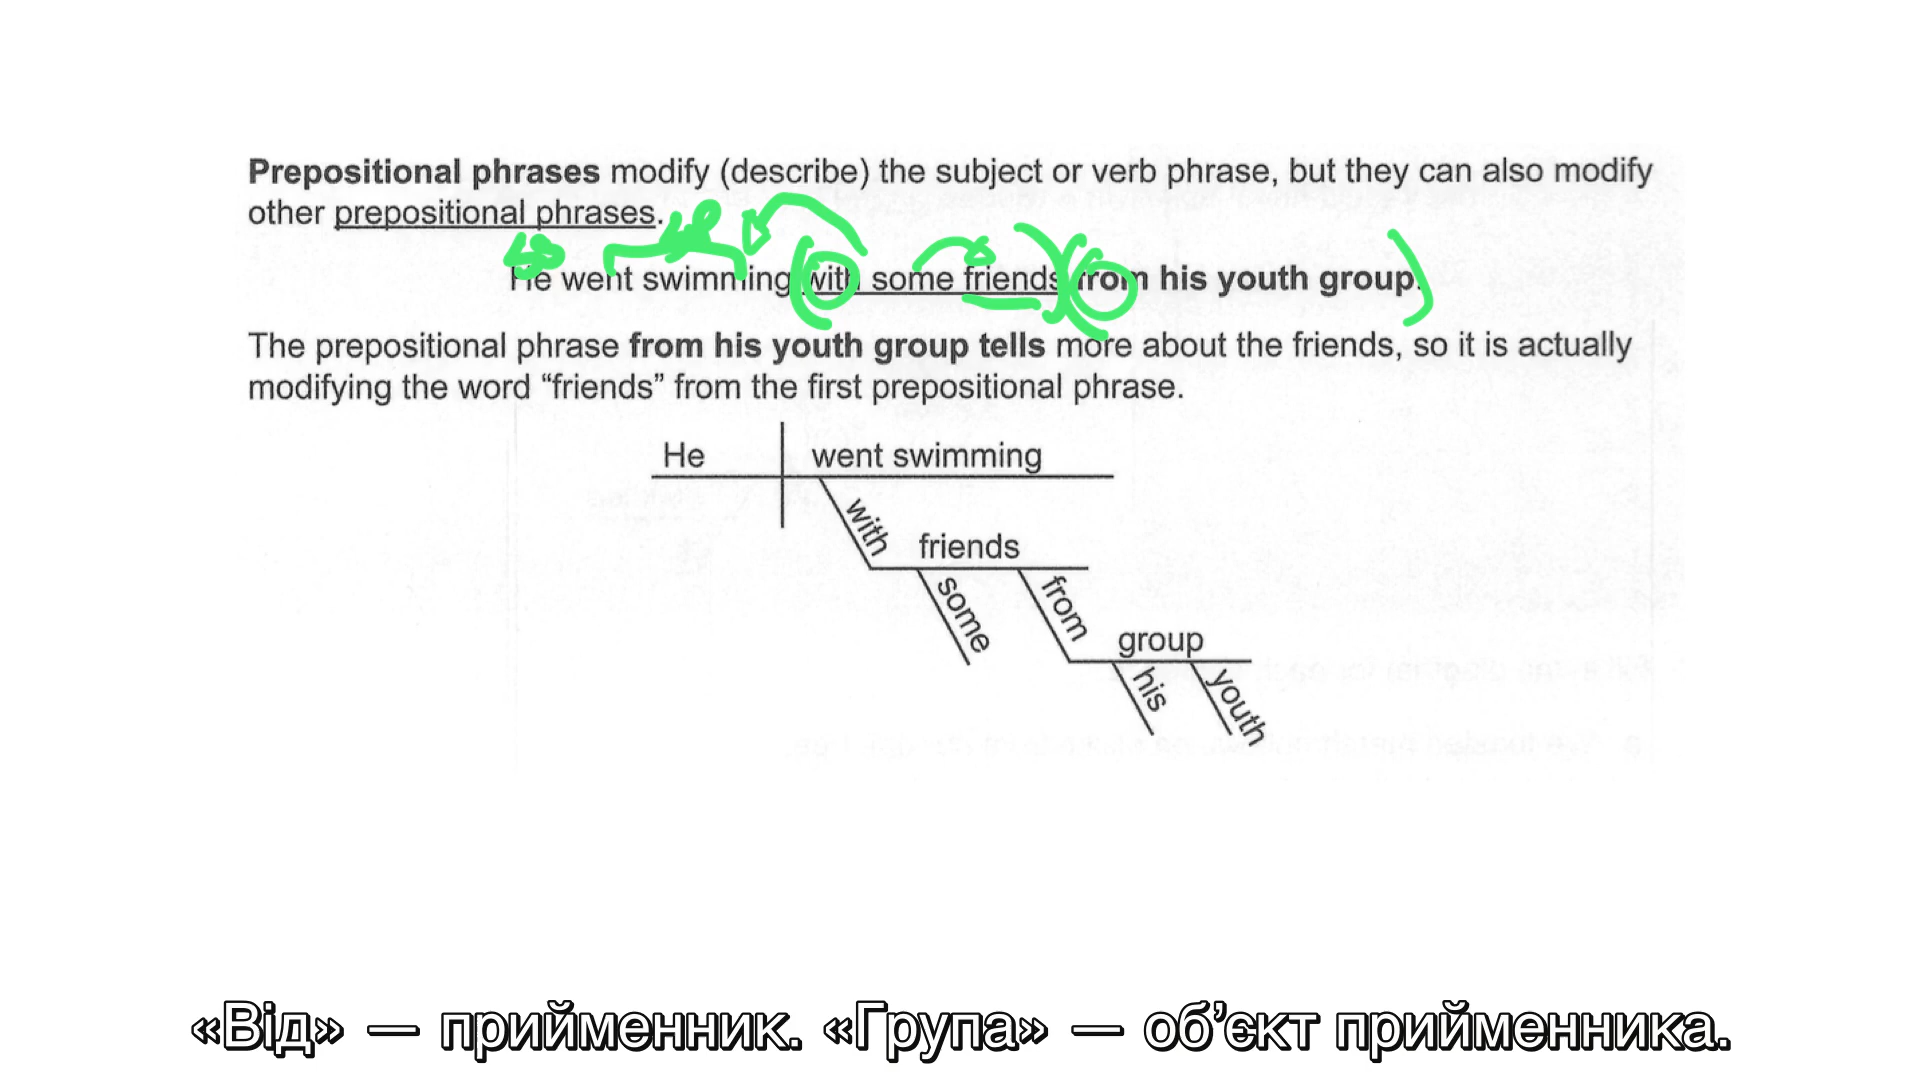 Prepositional phrases modify (describe) the subject or verb phrase, but they can also modify
other prepositional phrases.
He went swimming with some friends from his youth group.
The prepositional phrase from his youth group tells more about the friends, so it is actually
modifying the word “friends” from the first prepositional phrase.
He went swimming
with friends
some from
group
his youth
«Від» — прийменник. «Група» — об’єкт прийменника.